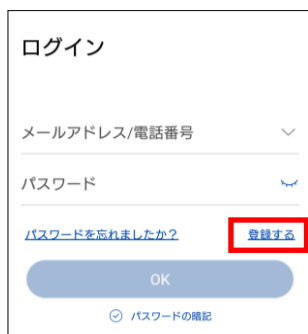 ログイン
メールアドレス/電話番号
パスワード
パスワードを忘れましたか？ 登録する
OK
パスワードの暗記